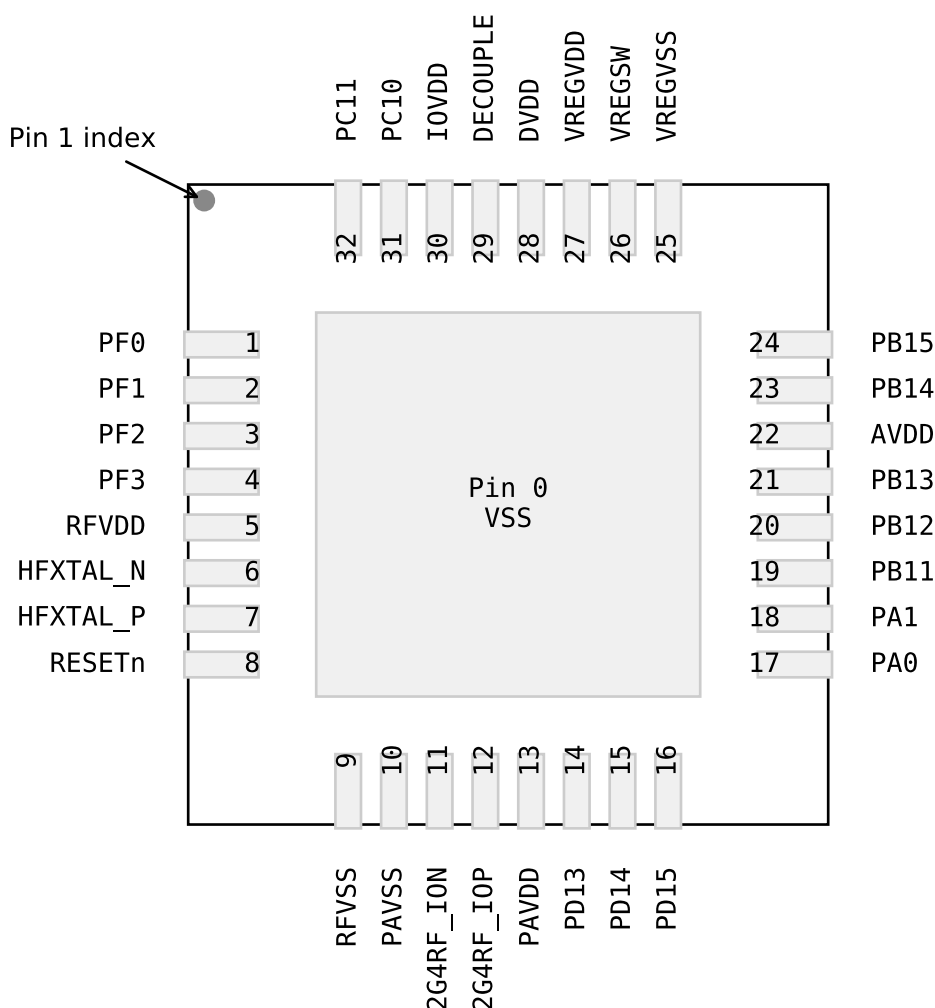 PC11
PC10
IOVDD
DECOUPLE
DVDD
VREGVDD
VREGSW
VREGVSS
Pin 1 index
32
31
30
29
28
27
26
25
PF0 1
PF1 2
PF2 3
PF3 4
RFVDD 5
HFXTAL_N 6
HFXTAL_P 7
RESETn 8
Pin 0
VSS
24 PB15
23 PB14
22 AVDD
21 PB13
20 PB12
19 PB11
18 PA1
17 PA0
9
10
11
12
13
14
15
16
RFVSS
PAVSS
2G4RF_ION
2G4RF_IOP
PAVDD
PD13
PD14
PD15